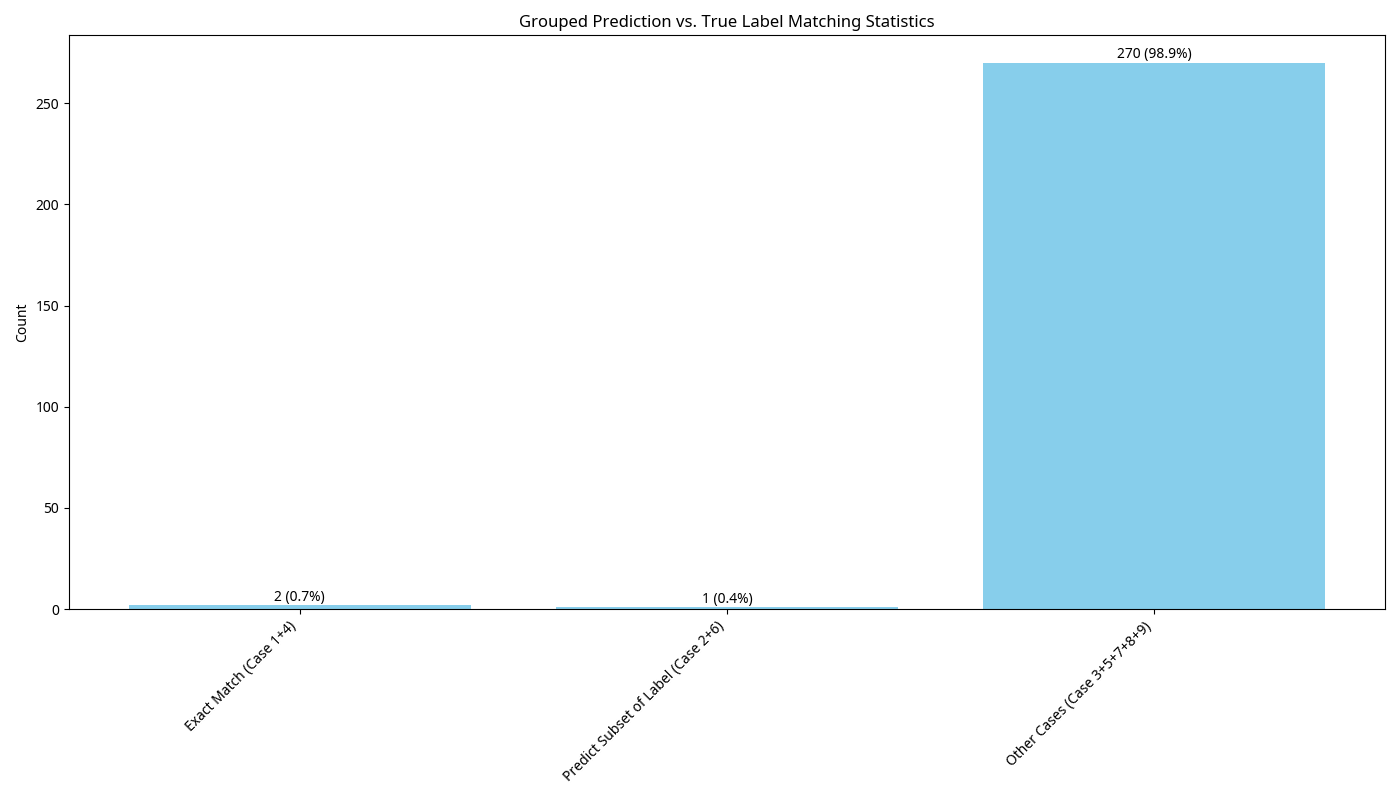 Grouped Prediction vs. True Label Matching Statistics
Count
250
200
150
100
50
0
2 (0.7%)
1 (0.4%)
270 (98.9%)
Exact Match (Case 1+4)
Predict Subset of Label (Case 2+6)
Other Cases (Case 3+5+7+8+9)